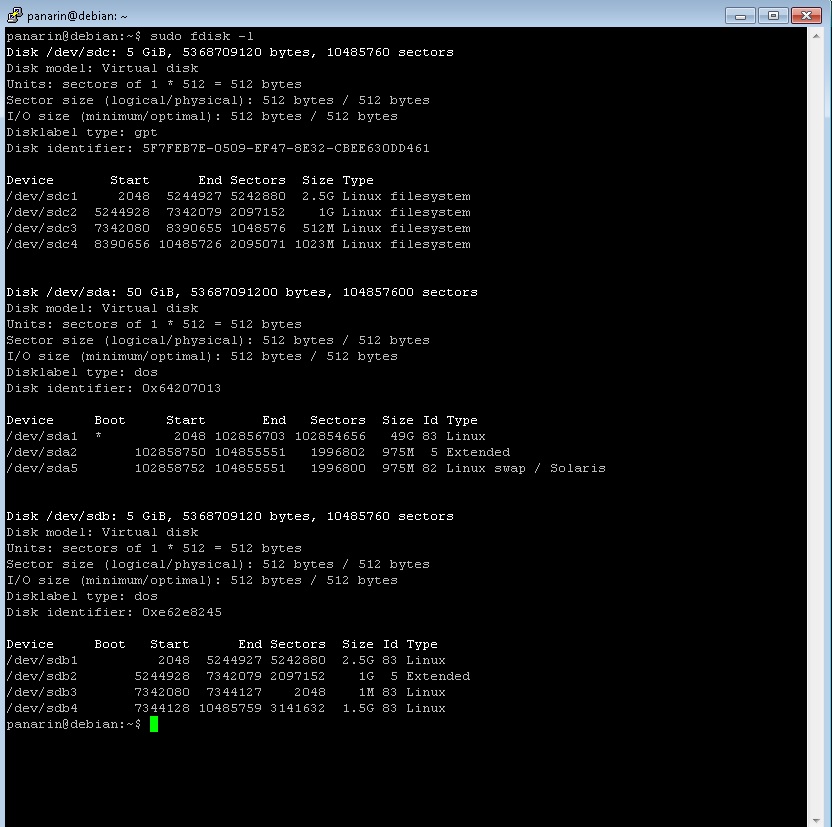 panarin@debian: ~
panarin@debian:~$ sudo fdisk -l
Disk /dev/sdc: 5 GiB, 5368709120 bytes, 10485760 sectors
Disk model: Virtual disk
Units: sectors of 1 * 512 = 512 bytes
Sector size (logical/physical): 512 bytes / 512 bytes
I/O size (minimum/optimal): 512 bytes / 512 bytes
Disklabel type: gpt
Disk identifier: 5F7FEB7E-0509-EF47-8E32-CBEE630DD461
Device       Start      End Sectors  Size Type
/dev/sdc1     2048  5244927 5242880  2.5G Linux filesystem
/dev/sdc2  5244928  7342079 2097152    1G Linux filesystem
/dev/sdc3  7342080  8390655 1048576  512M Linux filesystem
/dev/sdc4  8390656 10485726 2095071 1023M Linux filesystem
Disk /dev/sda: 50 GiB, 53687091200 bytes, 104857600 sectors
Disk model: Virtual disk
Units: sectors of 1 * 512 = 512 bytes
Sector size (logical/physical): 512 bytes / 512 bytes
I/O size (minimum/optimal): 512 bytes / 512 bytes
Disklabel type: dos
Disk identifier: 0x64207013
Device     Boot     Start       End   Sectors  Size Id Type
/dev/sda1  *         2048 102856703 102854656   49G 83 Linux
/dev/sda2       102858750 104855551   1996802  975M  5 Extended
/dev/sda5       102858752 104855551   1996800  975M 82 Linux swap / Solaris
Disk /dev/sdb: 5 GiB, 5368709120 bytes, 10485760 sectors
Disk model: Virtual disk
Units: sectors of 1 * 512 = 512 bytes
Sector size (logical/physical): 512 bytes / 512 bytes
I/O size (minimum/optimal): 512 bytes / 512 bytes
Disklabel type: dos
Disk identifier: 0xe62e8245
Device     Boot   Start      End Sectors  Size Id Type
/dev/sdb1          2048  5244927 5242880  2.5G 83 Linux
/dev/sdb2       5244928  7342079 2097152    1G  5 Extended
/dev/sdb3       7342080  7344127    2048    1M 83 Linux
/dev/sdb4       7344128 10485759 3141632  1.5G 83 Linux
panarin@debian:~$